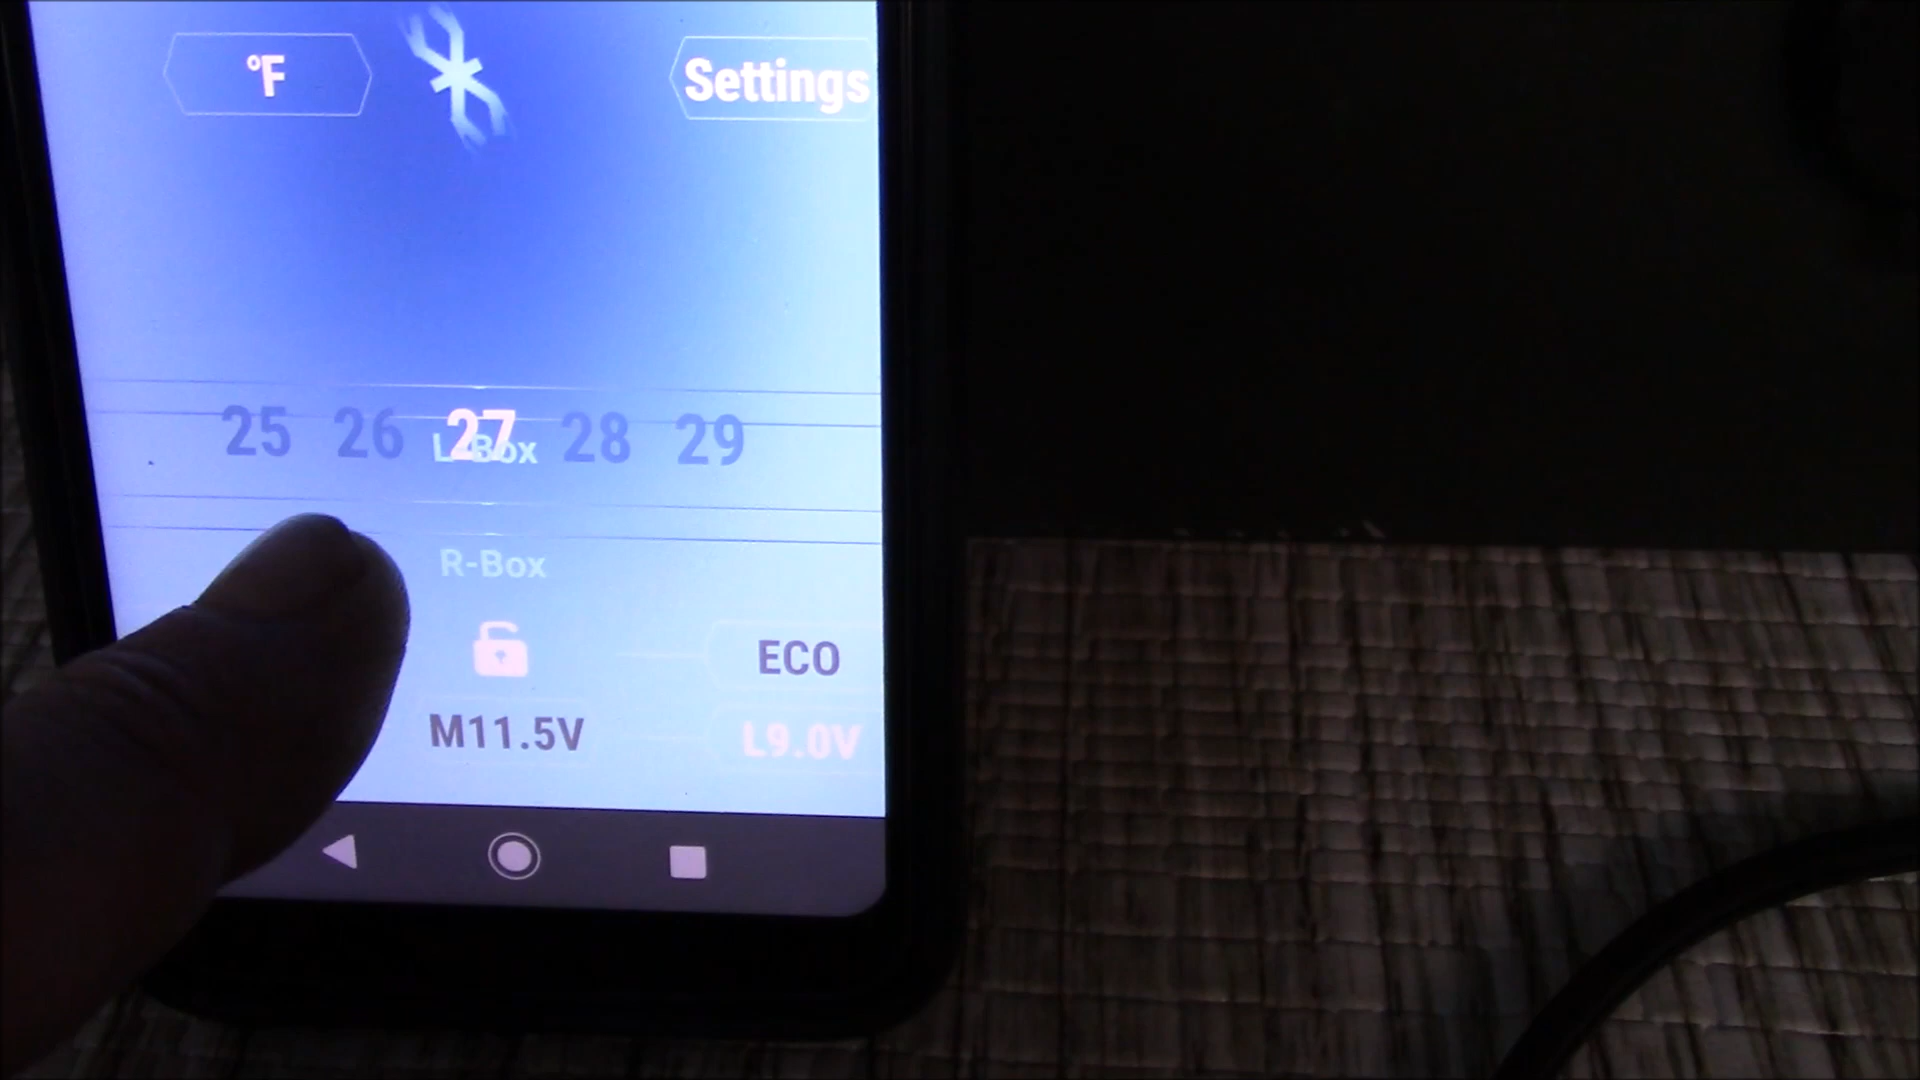 °F Settings
25 26 27 28 29
L-Box
R-Box
ECO
M11.5V L9.0V